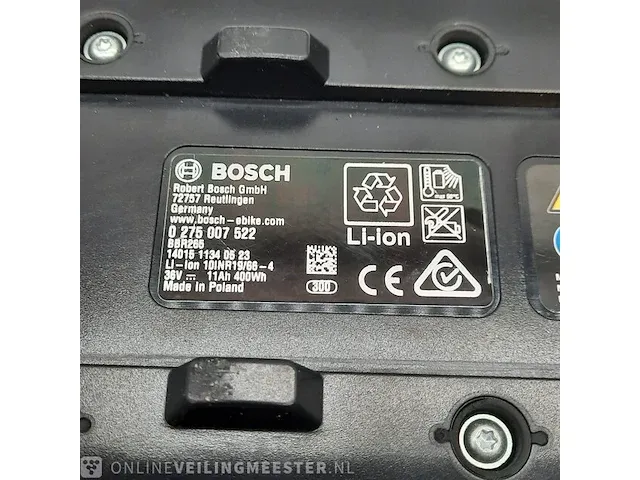 BOSCH
Robert Bosch GmbH
72757 Reutlingen
Germany
www.bosch-ebike.com
0 275 007 522
BBR265
14015 1134 05 23
Li-Ion 10INR19/66-4
36V 11Ah 400Wh
Made in Poland
300
Li-Ion
CE
ONLINEVEILINGMEESTER.NL